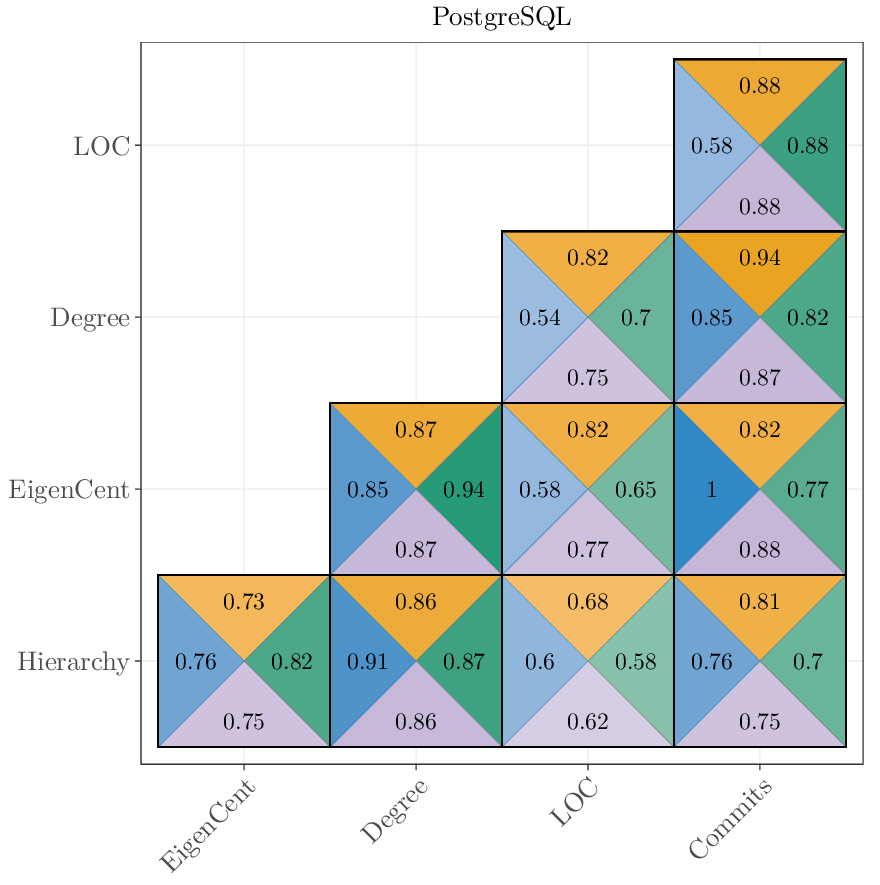 PostgreSQL
0.88
LOC 0.58 0.88
0.88
0.82 0.94
Degree 0.54 0.7 0.85 0.82
0.75 0.87
0.87 0.82 0.82
EigenCent 0.85 0.94 0.58 0.65 1 0.77
0.87 0.77 0.88
0.73 0.86 0.68 0.81
Hierarchy 0.76 0.82 0.91 0.87 0.6 0.58 0.76 0.7
0.75 0.86 0.62 0.75
EigenCent Degree LOC Commits